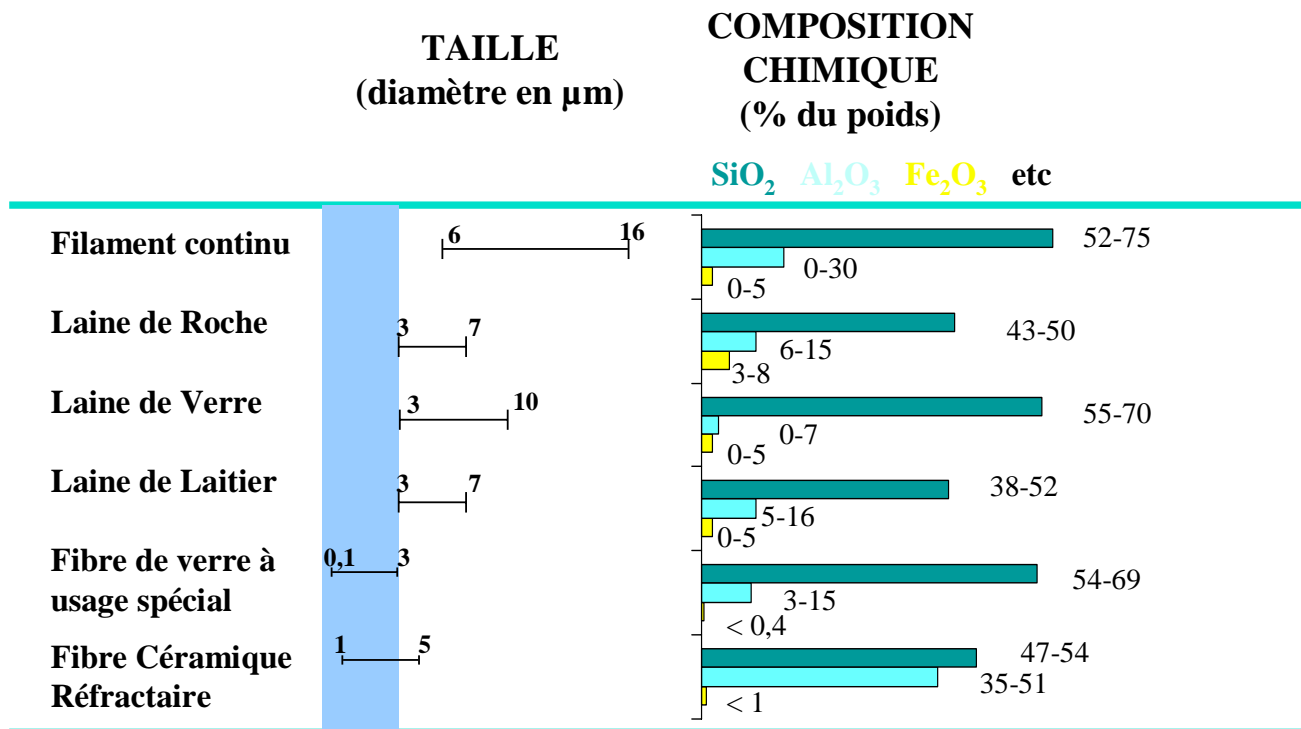 TAILLE
(diamètre en µm)
COMPOSITION
CHIMIQUE
(% du poids)
SiO₂ Al₂O₃ Fe₂O₃ etc
Filament continu
6 16
52-75
0-30
0-5
Laine de Roche
3 7
43-50
6-15
3-8
Laine de Verre
3 10
55-70
0-7
0-5
Laine de Laitier
3 7
38-52
5-16
0-5
Fibre de verre à
usage spécial
0,1 3
54-69
3-15
< 0,4
Fibre Céramique
Réfractaire
1 5
47-54
35-51
< 1